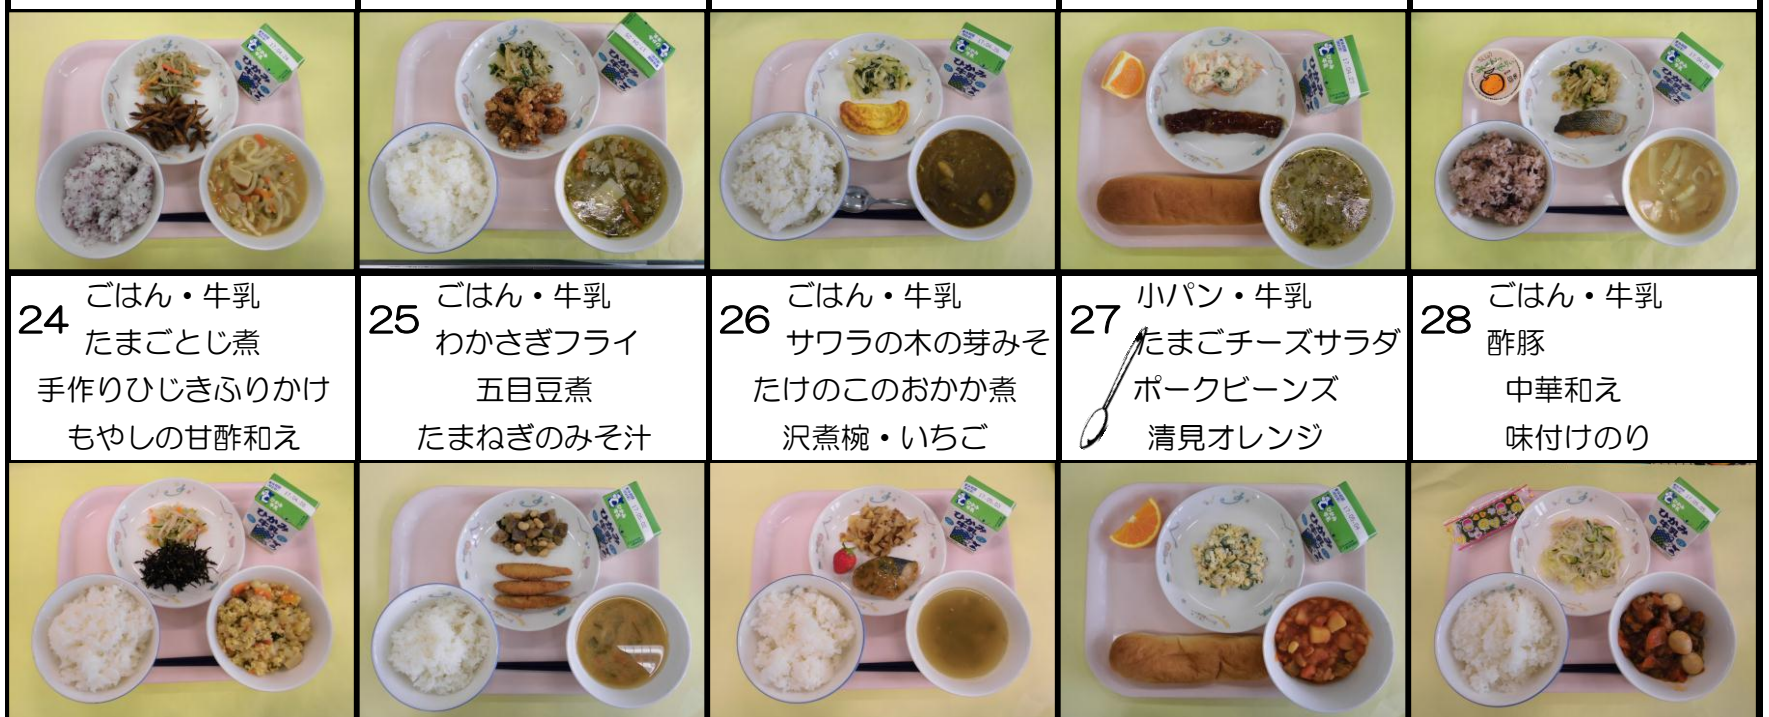 24
ごはん・牛乳
たまごとじ煮
手作りひじきふりかけ
もやしの甘酢和え
25
ごはん・牛乳
わかさぎフライ
五目豆煮
たまねぎのみそ汁
26
ごはん・牛乳
サワラの木の芽みそ
たけのこのおかか煮
沢煮椀・いちご
27
小パン・牛乳
たまごチーズサラダ
ポークビーンズ
清見オレンジ
28
ごはん・牛乳
酢豚
中華和え
味付けのり